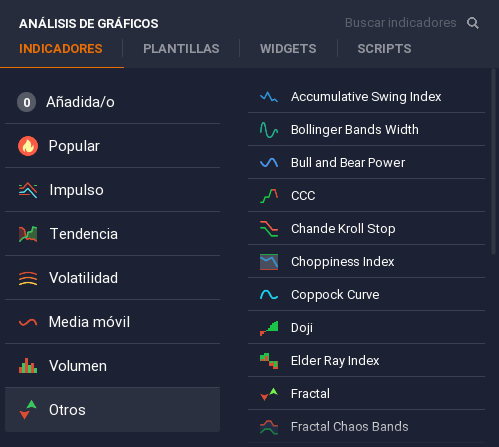 ANÁLISIS DE GRÁFICOS
Buscar indicadores
INDICADORES PLANTILLAS WIDGETS SCRIPTS
0 Añadida/o
Popular
Impulso
Tendencia
Volatilidad
Media móvil
Volumen
Otros
Accumulative Swing Index
Bollinger Bands Width
Bull and Bear Power
CCC
Chande Kroll Stop
Choppiness Index
Coppock Curve
Doji
Elder Ray Index
Fractal
Fractal Chaos Bands